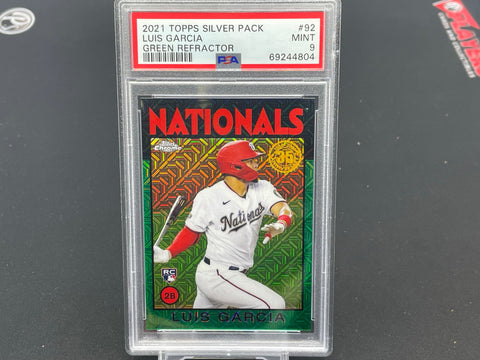 2021 TOPPS SILVER PACK #92
LUIS GARCIA MINT
GREEN REFRACTOR 9
PSA 69244804
NATIONALS
Topps Chrome
35
Nationals
RC
2B
LUIS GARCIA